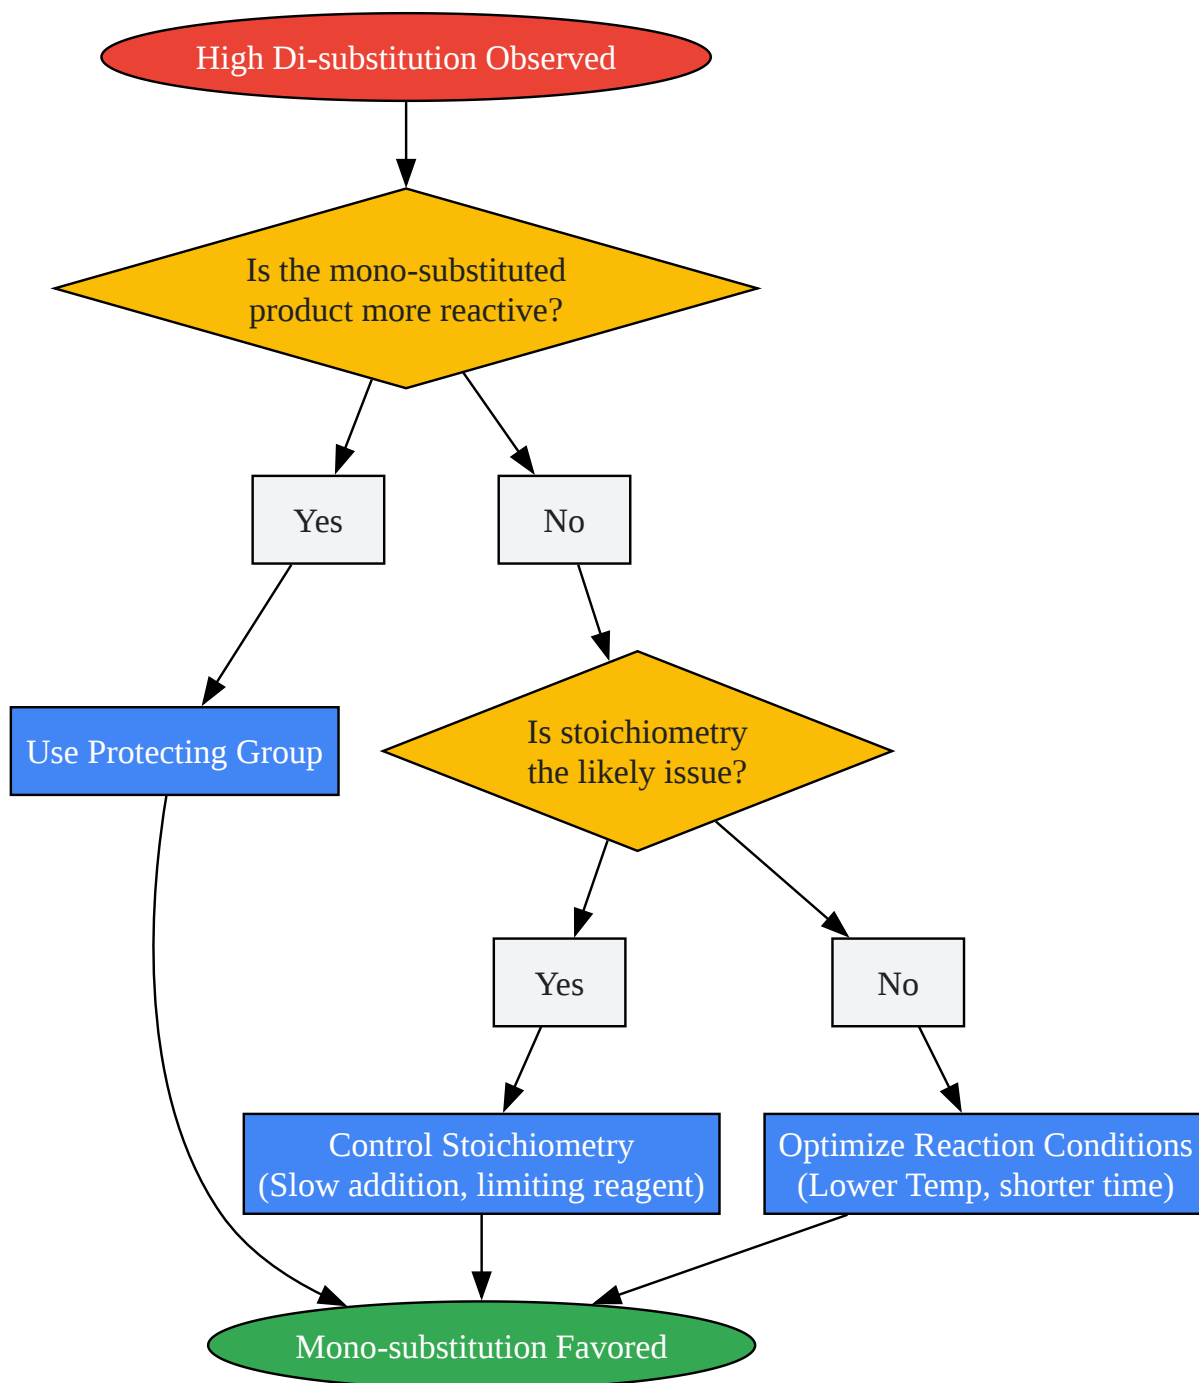 High Di-substitution Observed
Is the mono-substituted
product more reactive?
Yes
No
Use Protecting Group
Is stoichiometry
the likely issue?
Yes
No
Control Stoichiometry
(Slow addition, limiting reagent)
Optimize Reaction Conditions
(Lower Temp, shorter time)
Mono-substitution Favored